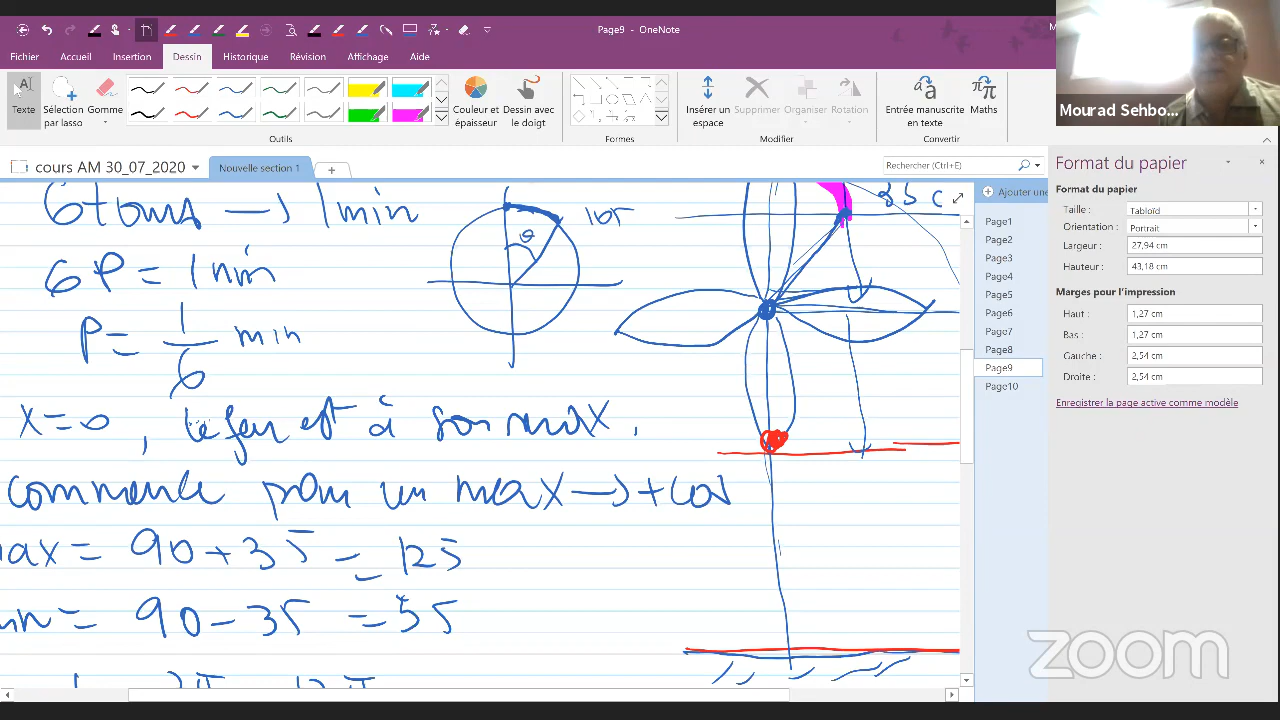 Page9 - OneNote
Fichier Accueil Insertion Dessin Historique Révision Affichage Aide
Texte
Sélection par lasso
Gomme
Couleur et épaisseur
Dessin avec le doigt
Insérer un espace
Supprimer
Organiser
Rotation
Entrée manuscrite en texte
Maths
Outils
Formes
Modifier
Convertir
Mourad Sehbo...
cours AM 30_07_2020
Nouvelle section 1
+
Rechercher (Ctrl+E)
6 tours → 1 min
6P = 1 min
P = 1/6 min
x = 0, le feu est à son max.
commence pour un max → + cos
max = 90 + 35 = 125
min = 90 - 35 = 55
θ
105
35 c
Ajouter une
Page1
Page2
Page3
Page4
Page5
Page6
Page7
Page8
Page9
Page10
Format du papier
Format du papier
Taille : Tabloïd
Orientation : Portrait
Largeur : 27,94 cm
Hauteur : 43,18 cm
Marges pour l'impression
Haut : 1,27 cm
Bas : 1,27 cm
Gauche : 2,54 cm
Droite : 2,54 cm
Enregistrer la page active comme modèle
zoom